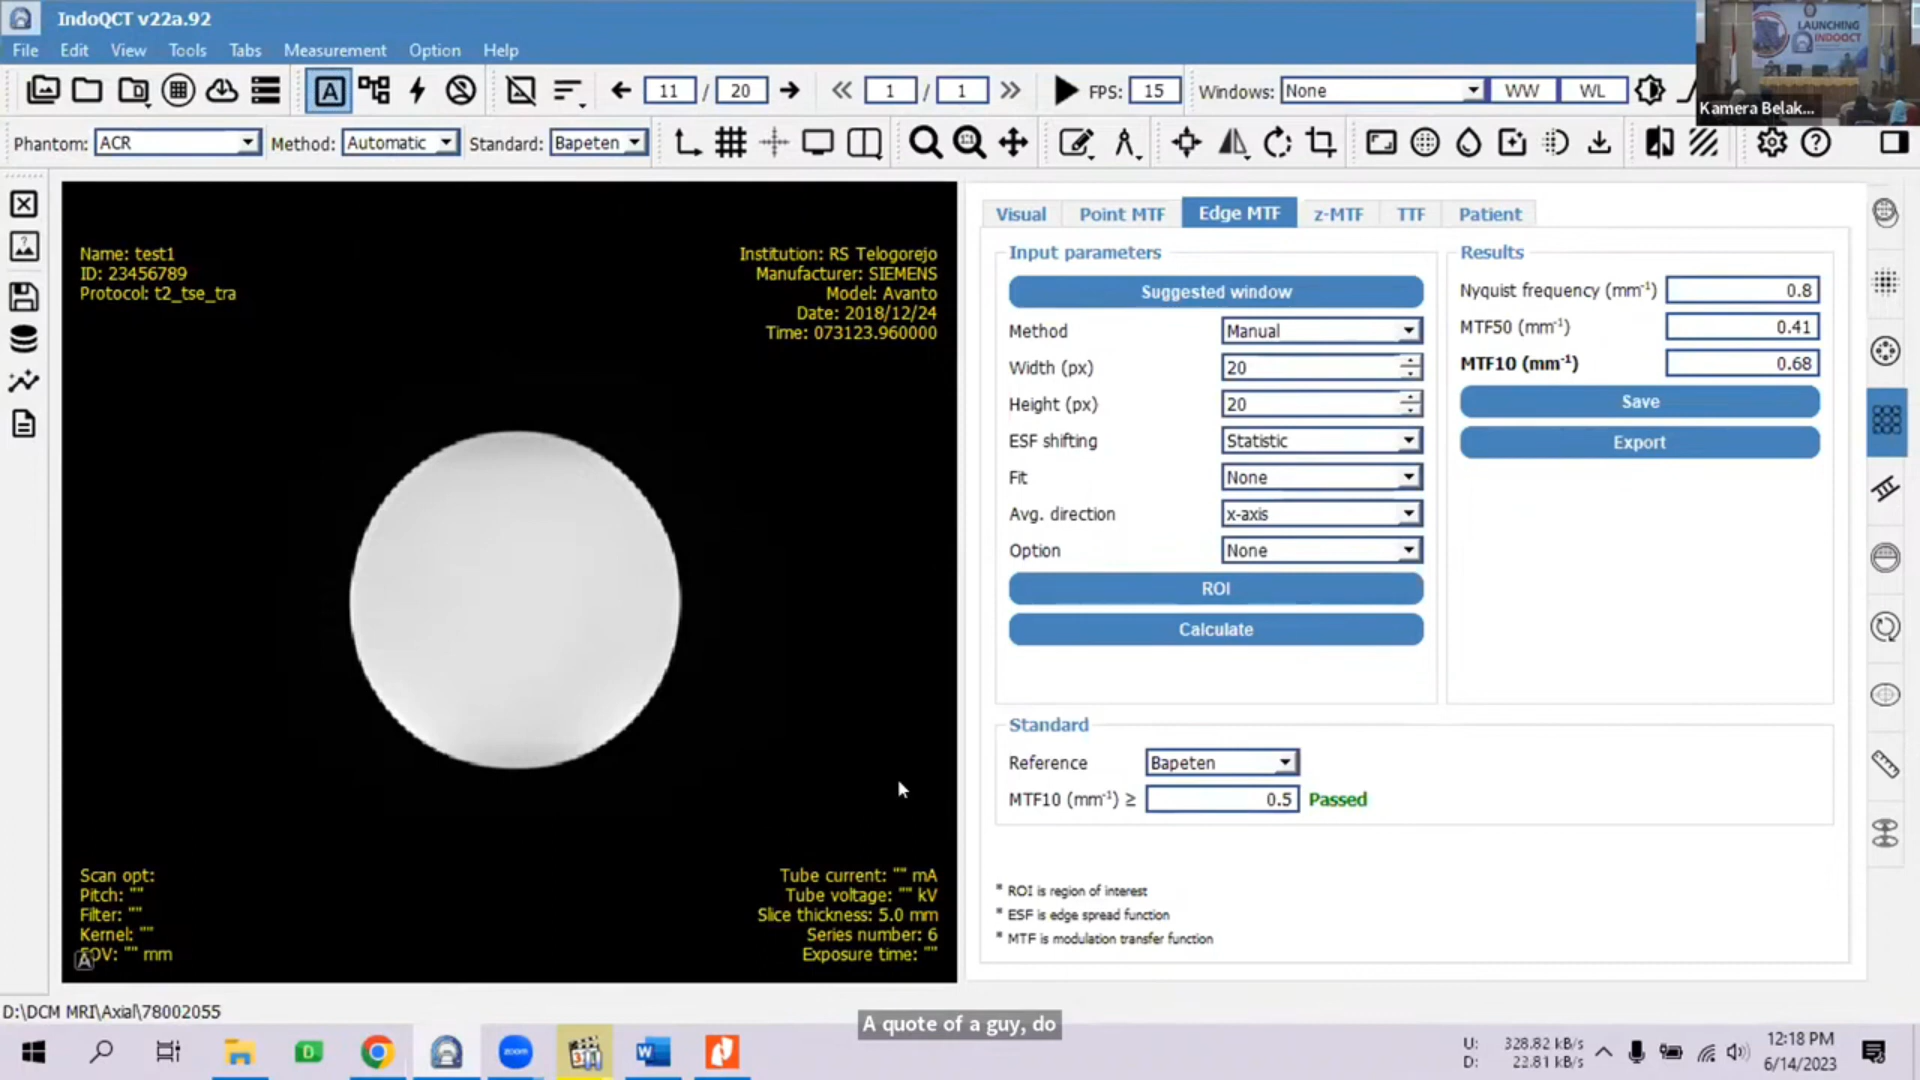 IndoQCT v22a.92
File Edit View Tools Tabs Measurement Option Help
LAUNCHING
INDOQCT
Kamera Belak...
11 / 20 1 / 1 FPS: 15 Windows: None WW WL
Phantom: ACR Method: Automatic Standard: Bapeten
Name: test1
ID: 23456789
Protocol: t2_tse_tra
Institution: RS Telogorejo
Manufacturer: SIEMENS
Model: Avanto
Date: 2018/12/24
Time: 073123.960000
Scan opt:
Pitch: ""
Filter: ""
Kernel: ""
FOV: "" mm
A
Tube current: "" mA
Tube voltage: "" kV
Slice thickness: 5.0 mm
Series number: 6
Exposure time: ""
Visual Point MTF Edge MTF z-MTF TTF Patient
Input parameters
Suggested window
Method Manual
Width (px) 20
Height (px) 20
ESF shifting Statistic
Fit None
Avg. direction x-axis
Option None
ROI
Calculate
Results
Nyquist frequency (mm⁻¹) 0.8
MTF50 (mm⁻¹) 0.41
MTF10 (mm⁻¹) 0.68
Save
Export
Standard
Reference Bapeten
MTF10 (mm⁻¹) ≥ 0.5 Passed
* ROI is region of interest
* ESF is edge spread function
* MTF is modulation transfer function
D:\DCM MRI\Axial\78002055
A quote of a guy, do
zoom
U: 328.82 kB/s
D: 22.81 kB/s
12:18 PM
6/14/2023